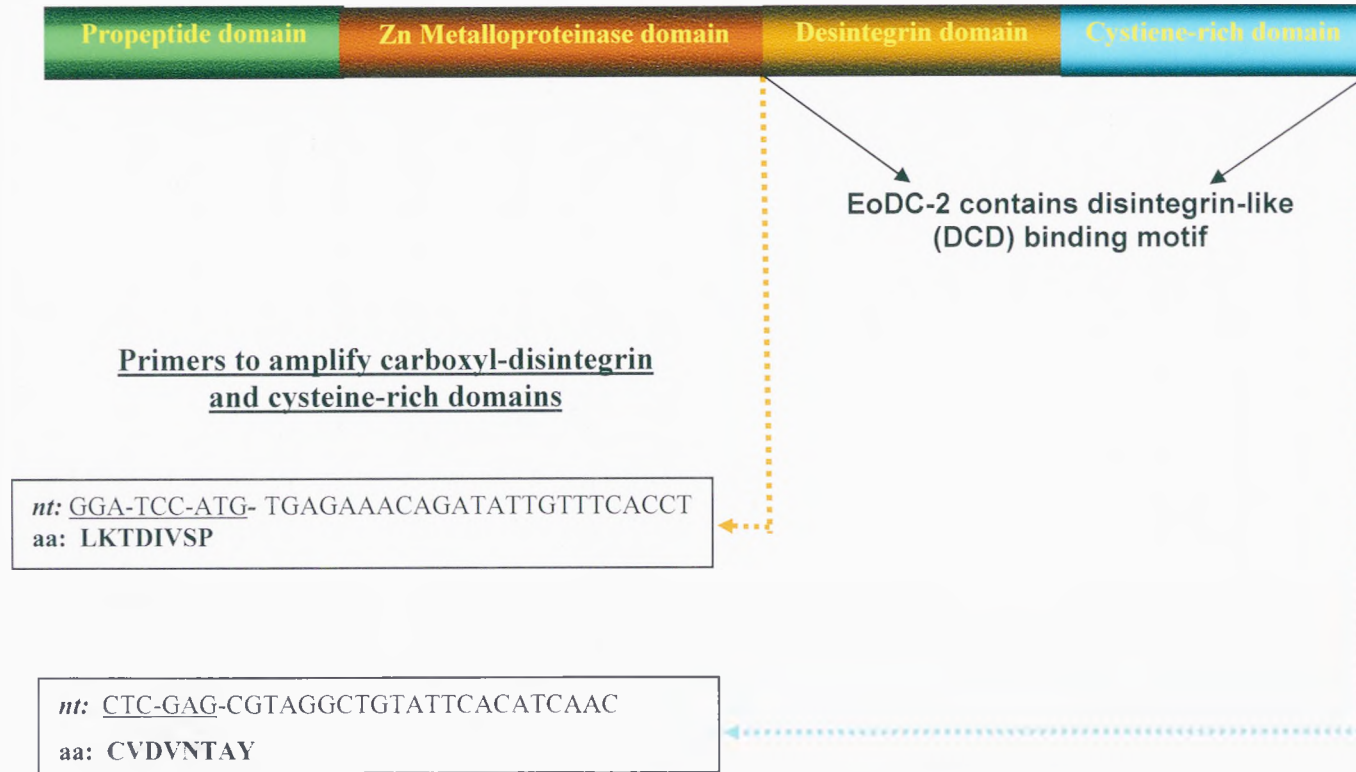 Propeptide domain Zn Metalloproteinase domain Desintegrin domain Cystiene-rich domain
EoDC-2 contains disintegrin-like
(DCD) binding motif
Primers to amplify carboxyl-disintegrin
and cysteine-rich domains
nt: GGA-TCC-ATG- TGAGAAACAGATATTGTTTCACCT
aa: LKTDIVSP
nt: CTC-GAG-CGTAGGCTGTATTCACATCAAC
aa: CVDVNTAY